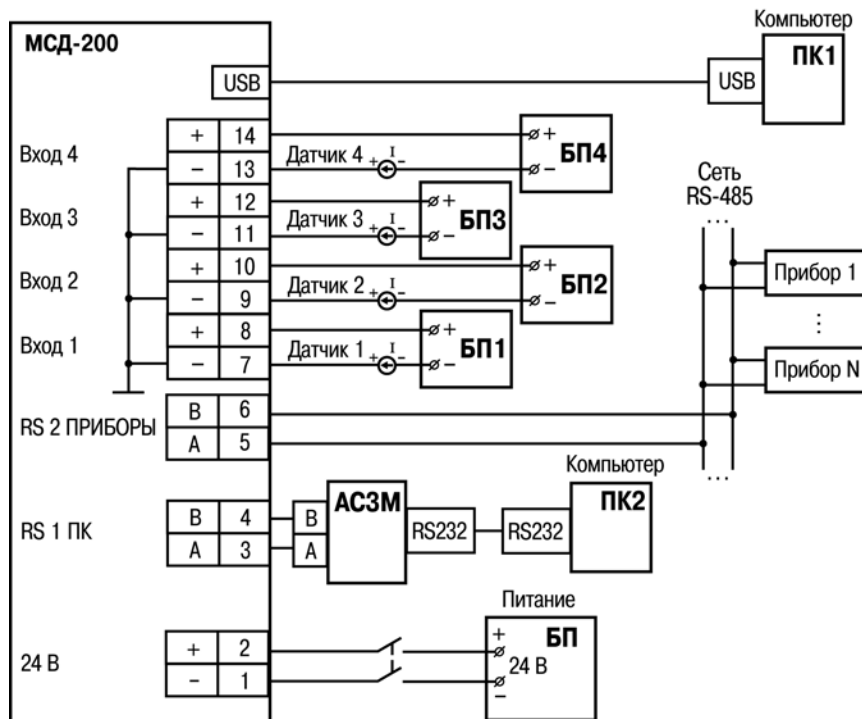 Компьютер
МСД-200
ПК1
USB
USB
Вход 4
+ 14
– 13
Датчик 4 + I –
+
–
БП4
Сеть
RS-485
...
Вход 3
+ 12
– 11
Датчик 3 + I –
+
–
БП3
Вход 2
+ 10
– 9
Датчик 2 + I –
+
–
БП2
Прибор 1
...
Вход 1
+ 8
– 7
Датчик 1 + I –
+
–
БП1
Прибор N
RS 2 ПРИБОРЫ
B 6
A 5
...
Компьютер
RS 1 ПК
B 4
A 3
B
A
АС3М
RS232
RS232
ПК2
Питание
24 В
+ 2
– 1
+
БП
24 В
–